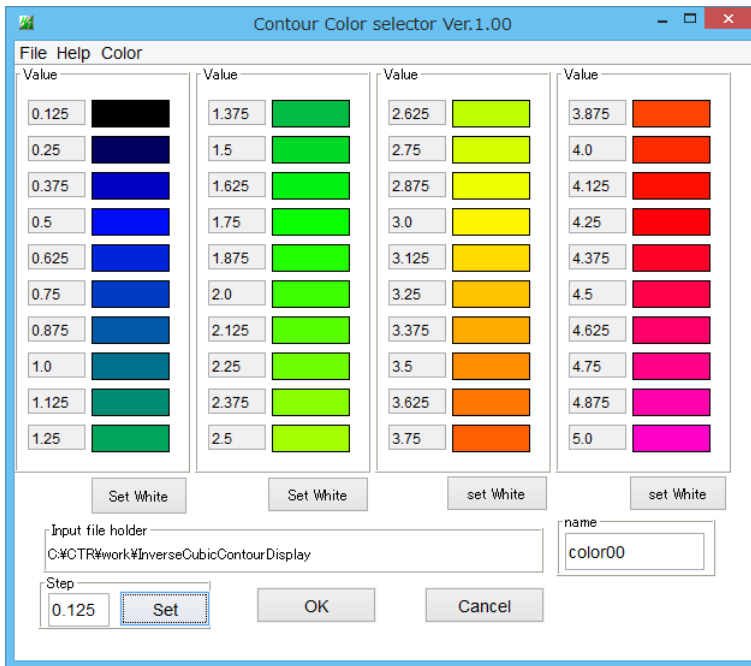 Contour Color selector Ver.1.00
File Help Color
Value Value Value Value
0.125 1.375 2.625 3.875
0.25 1.5 2.75 4.0
0.375 1.625 2.875 4.125
0.5 1.75 3.0 4.25
0.625 1.875 3.125 4.375
0.75 2.0 3.25 4.5
0.875 2.125 3.375 4.625
1.0 2.25 3.5 4.75
1.125 2.375 3.625 4.875
1.25 2.5 3.75 5.0
Set White Set White set White set White
Input file holder name
C:¥CTR¥work¥InverseCubicContourDisplay color00
Step
0.125 Set OK Cancel